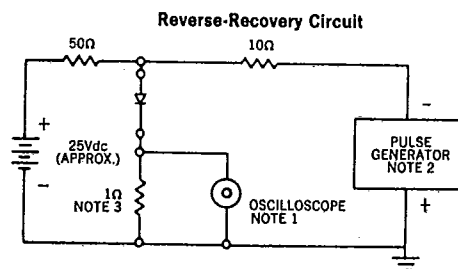 Reverse-Recovery Circuit
50Ω
10Ω
+
25Vdc
(APPROX.)
-
1Ω
NOTE 3
OSCILLOSCOPE
NOTE 1
-
PULSE
GENERATOR
NOTE 2
+